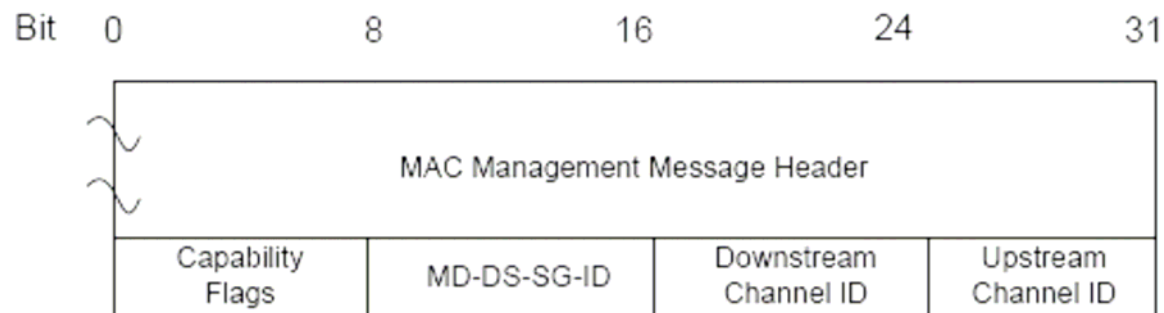 Bit 0 8 16 24 31
MAC Management Message Header
Capability Flags MD-DS-SG-ID Downstream Channel ID Upstream Channel ID